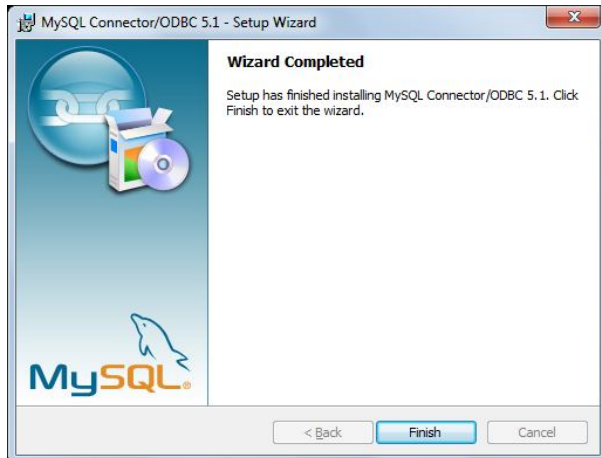 MySQL Connector/ODBC 5.1 - Setup Wizard
X
Wizard Completed
Setup has finished installing MySQL Connector/ODBC 5.1. Click
Finish to exit the wizard.
MySQL®
< Back
Finish
Cancel